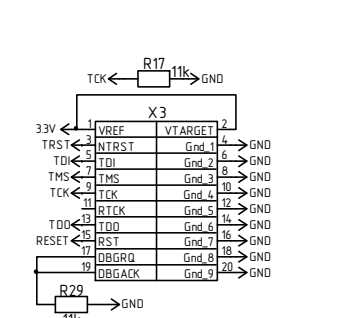 R17
TCK 11k GND
X3
3.3V 1 VREF VTARGET 2
TRST 3 NTRST Gnd_1 4 GND
TDI 5 TDI Gnd_2 6 GND
TMS 7 TMS Gnd_3 8 GND
TCK 9 TCK Gnd_4 10 GND
11 RTCK Gnd_5 12 GND
TDO 13 TDO Gnd_6 14 GND
RESET 15 RST Gnd_7 16 GND
17 DBGRQ Gnd_8 18 GND
19 DBGACK Gnd_9 20 GND
R29
GND
11k